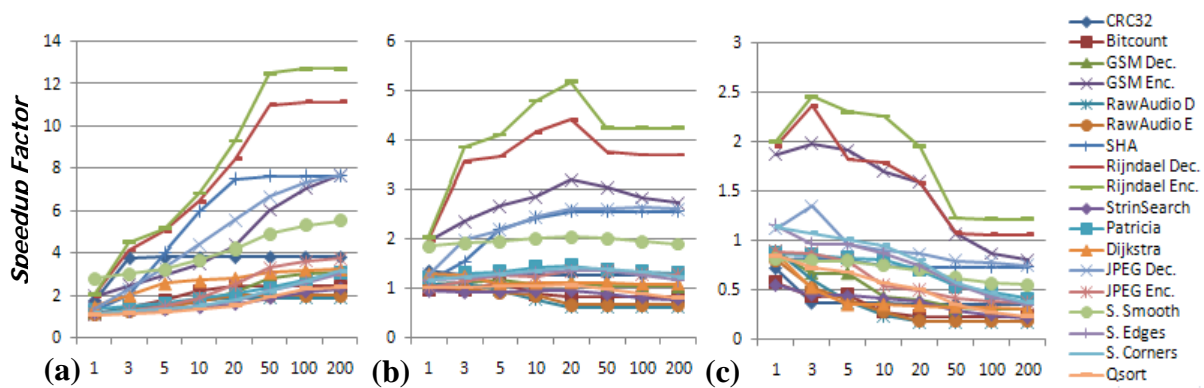 Speedup Factor
14
12
10
8
6
4
2
0
(a)
1 3 5 10 20 50 100 200
6
5
4
3
2
1
0
(b)
1 3 5 10 20 50 100 200
3
2.5
2
1.5
1
0.5
0
(c)
1 3 5 10 20 50 100 200
CRC32
Bitcount
GSM Dec.
GSM Enc.
RawAudio D
RawAudio E
SHA
Rijndael Dec.
Rijndael Enc.
StrinSearch
Patricia
Dijkstra
JPEG Dec.
JPEG Enc.
S. Smooth
S. Edges
S. Corners
Qsort